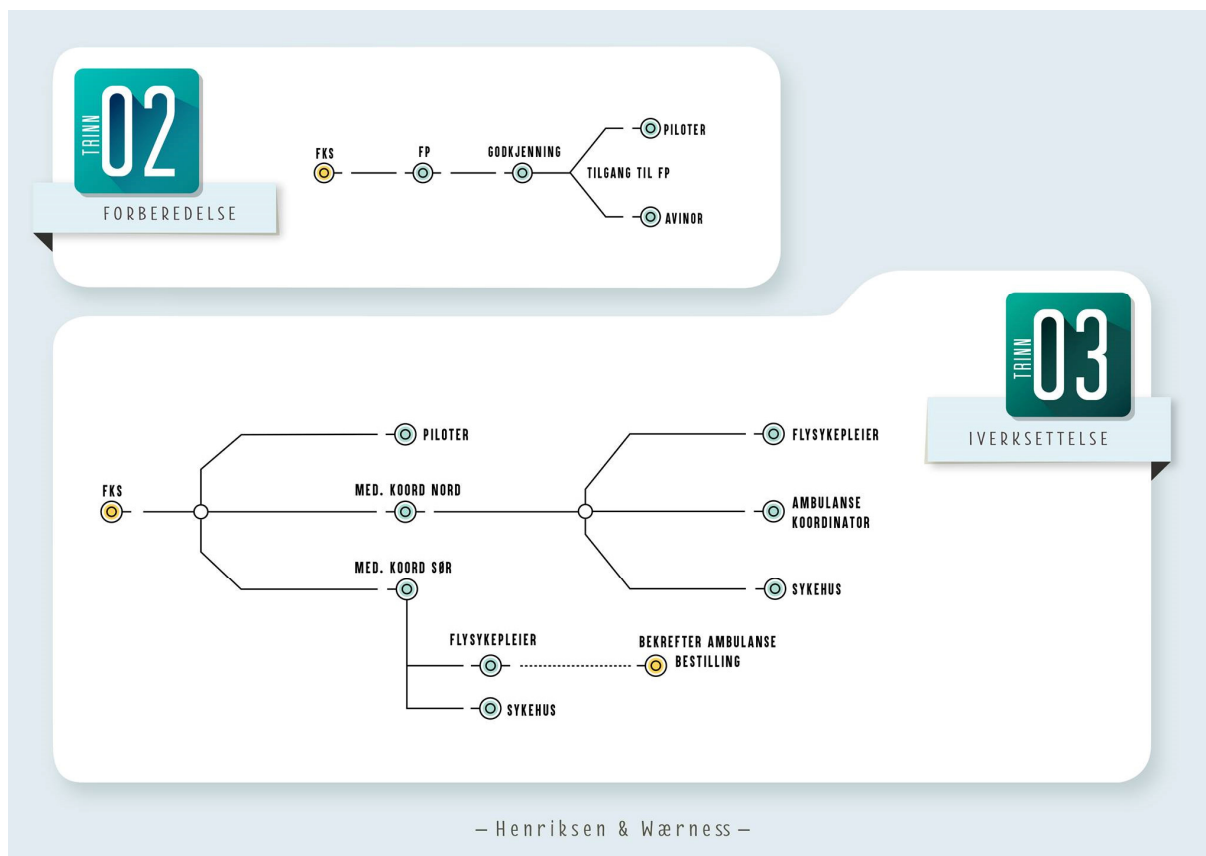 TRINN
02
FORBEREDELSE
FKS
FP
GODKJENNING
PILOTER
TILGANG TIL FP
AVINOR
TRINN
03
IVERKSETTELSE
FKS
PILOTER
MED. KOORD NORD
MED. KOORD SØR
FLYSYKEPLEIER
AMBULANSE
KOORDINATOR
SYKEHUS
FLYSYKEPLEIER
BEKREFTER AMBULANSE
BESTILLING
SYKEHUS
– Henriksen & Wærness –